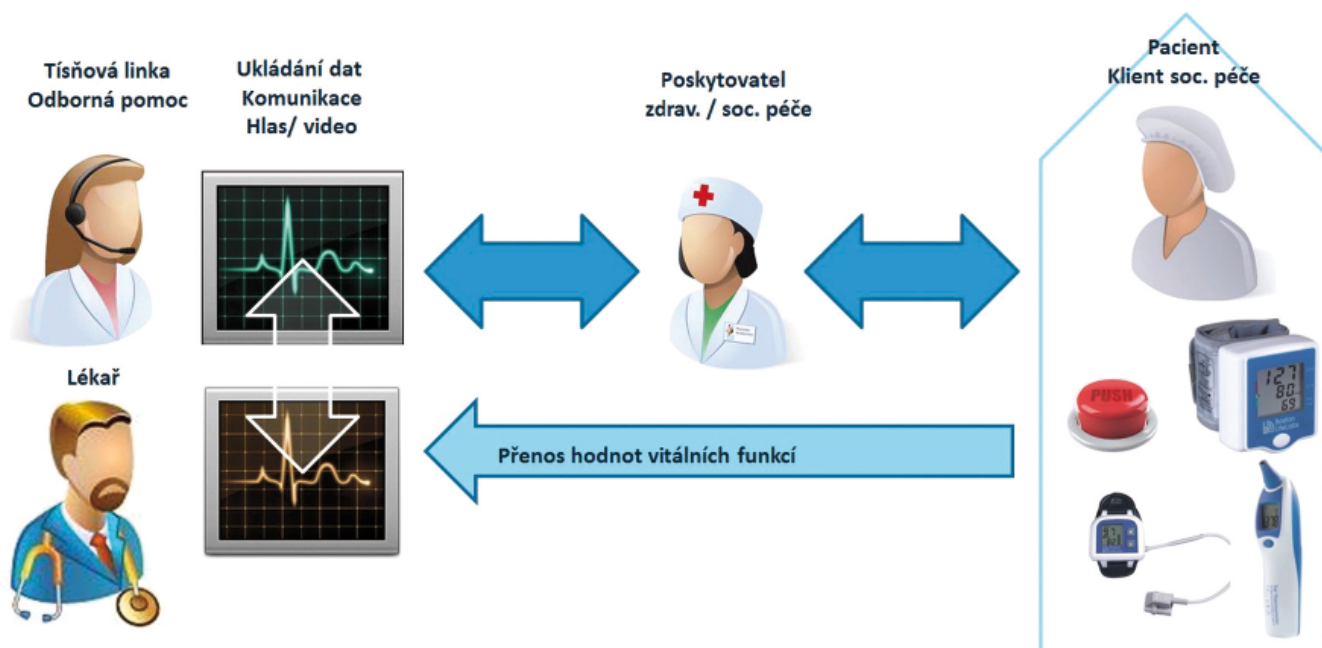 Tísňová linka
Odborná pomoc
Ukládání dat
Komunikace
Hlas/ video
Poskytovatel
zdrav. / soc. péče
Pacient
Klient soc. péče
Lékař
Přenos hodnot vitálních funkcí
PUSH
127
80
69